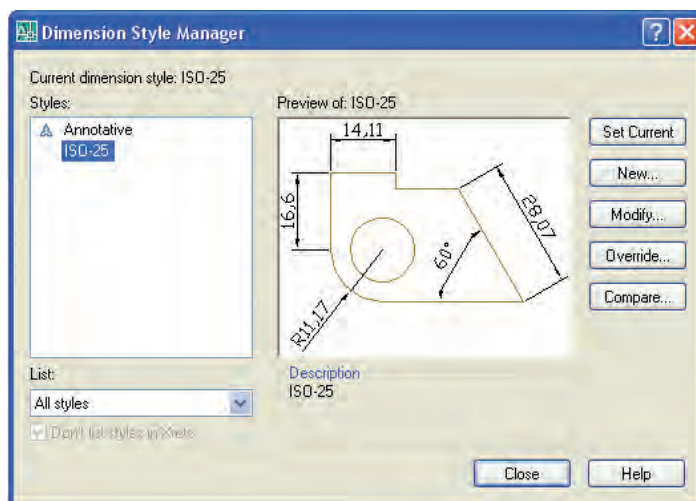 Dimension Style Manager
Current dimension style: ISO-25
Styles:
Annotative
ISO-25
Preview of: ISO-25
14,11
16,6
28,07
60°
R11,17
Set Current
New...
Modify...
Override...
Compare...
List:
All styles
Don't list styles in Xrefs
Description
ISO-25
Close
Help